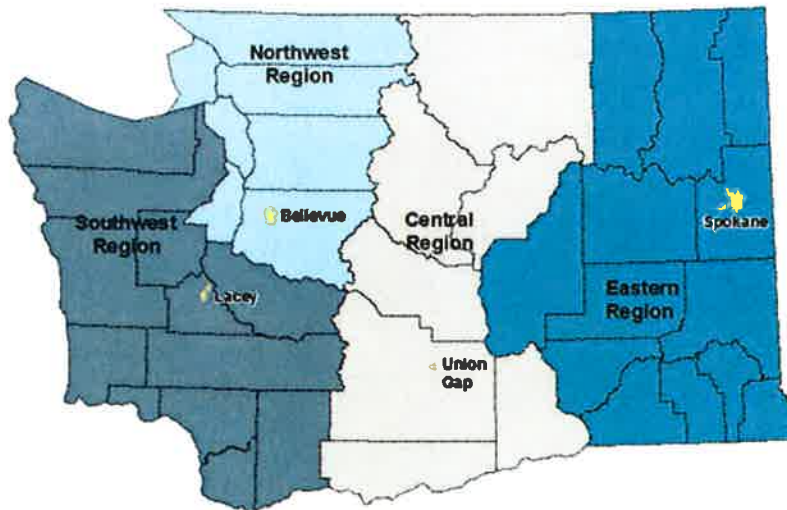 Northwest
Region
Bellevue
Southwest
Region
Central
Region
Spokane
Lacey
Eastern
Region
Union
Gap